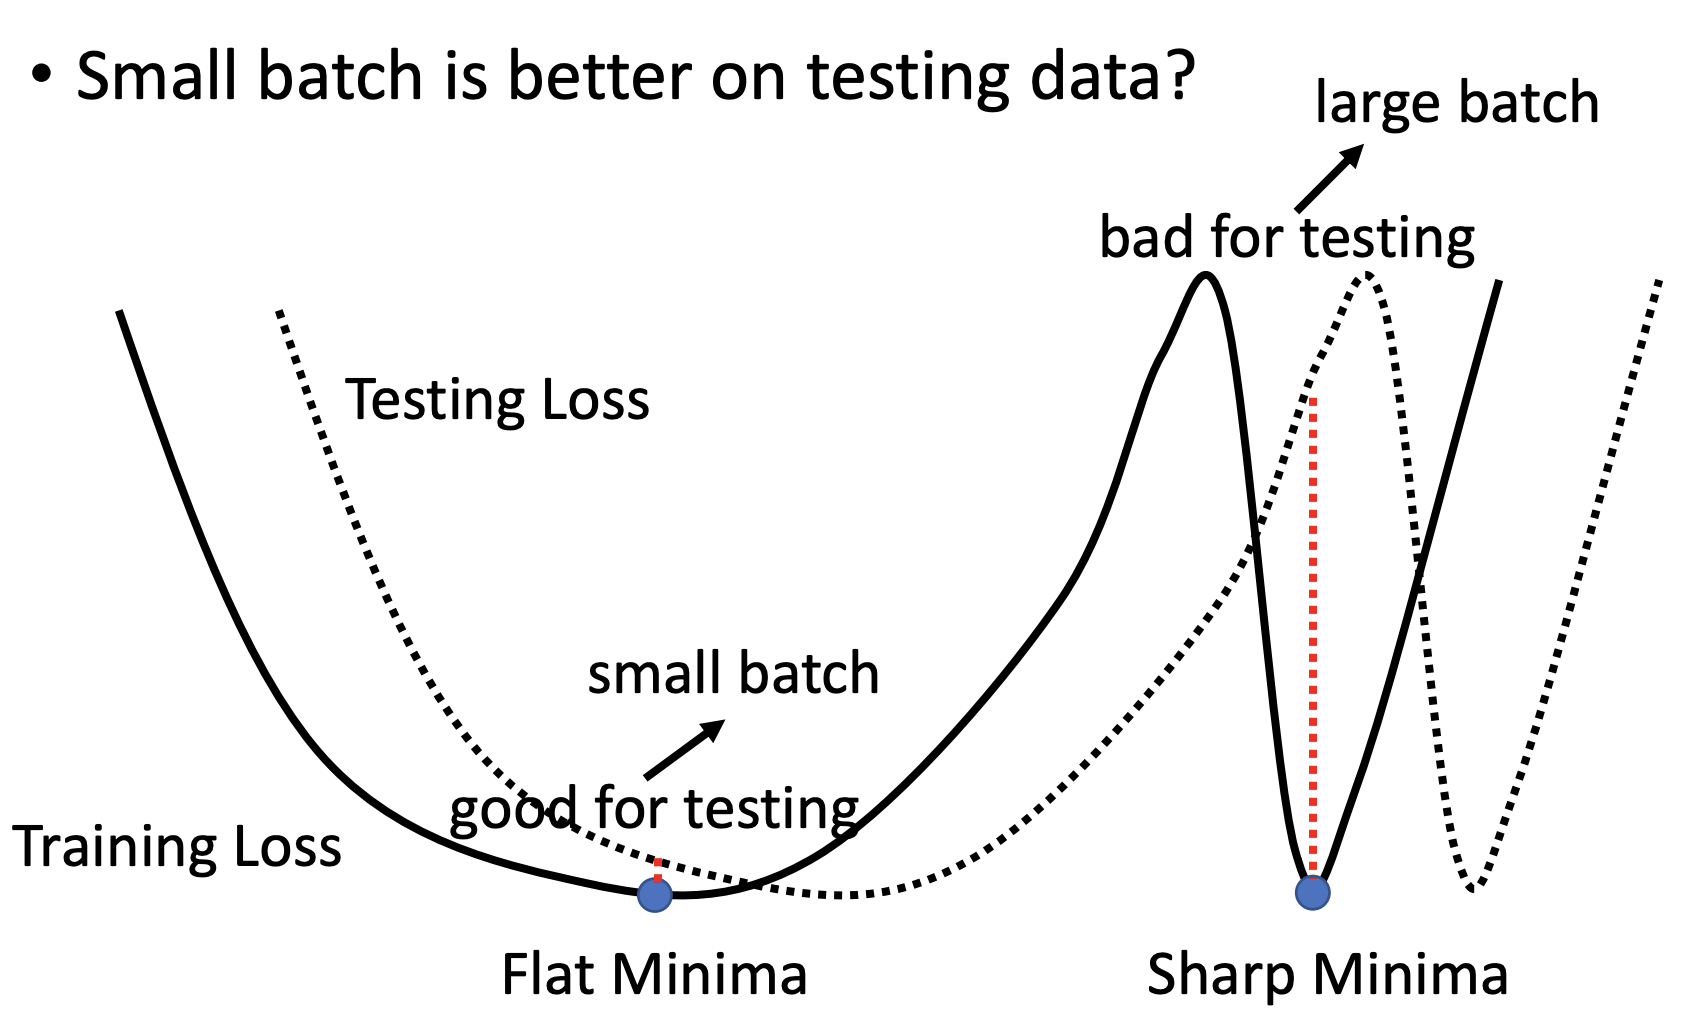 • Small batch is better on testing data?
large batch
bad for testing
Testing Loss
small batch
good for testing
Training Loss
Flat Minima
Sharp Minima